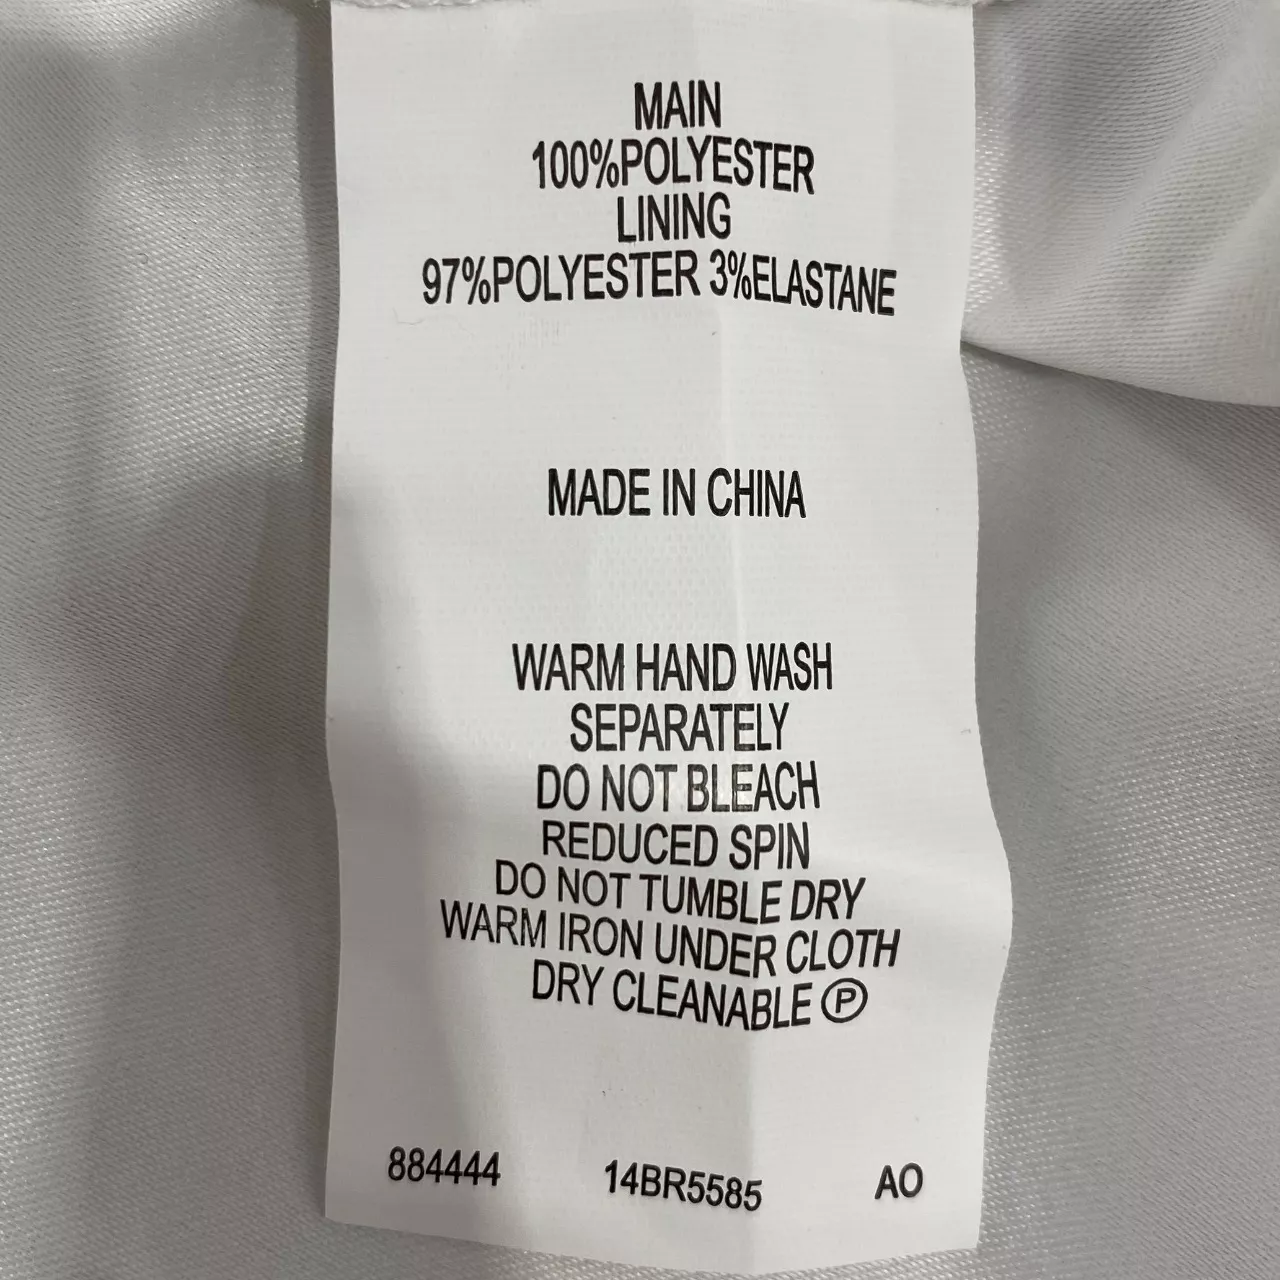 MAIN
100%POLYESTER
LINING
97%POLYESTER 3%ELASTANE
MADE IN CHINA
WARM HAND WASH
SEPARATELY
DO NOT BLEACH
REDUCED SPIN
DO NOT TUMBLE DRY
WARM IRON UNDER CLOTH
DRY CLEANABLE Ⓟ
884444 14BR5585 AO